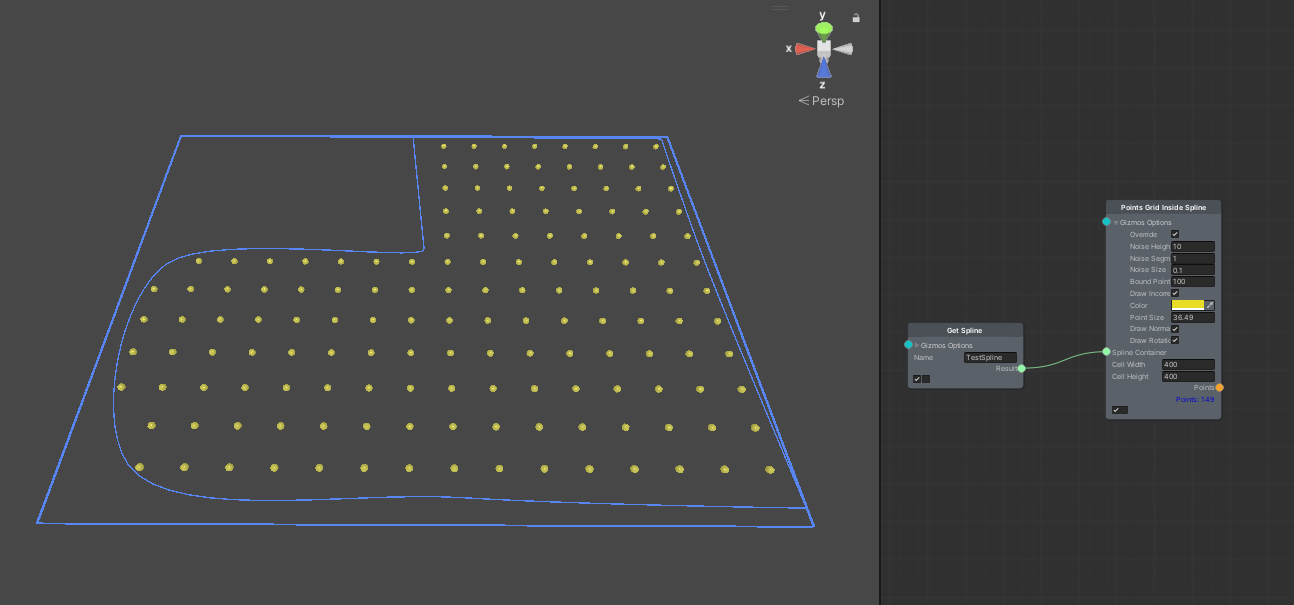 y
x
z
Persp
Get Spline
Gizmos Options
Name TestSpline
Result
Points Grid Inside Spline
Gizmos Options
Override
Noise Heigh 10
Noise Segm 1
Noise Size 0.1
Bound Point 100
Draw Incom
Color
Point Size 36.49
Draw Norma
Draw Rotatic
Spline Container
Cell Width 400
Cell Height 400
Points
Points: 149